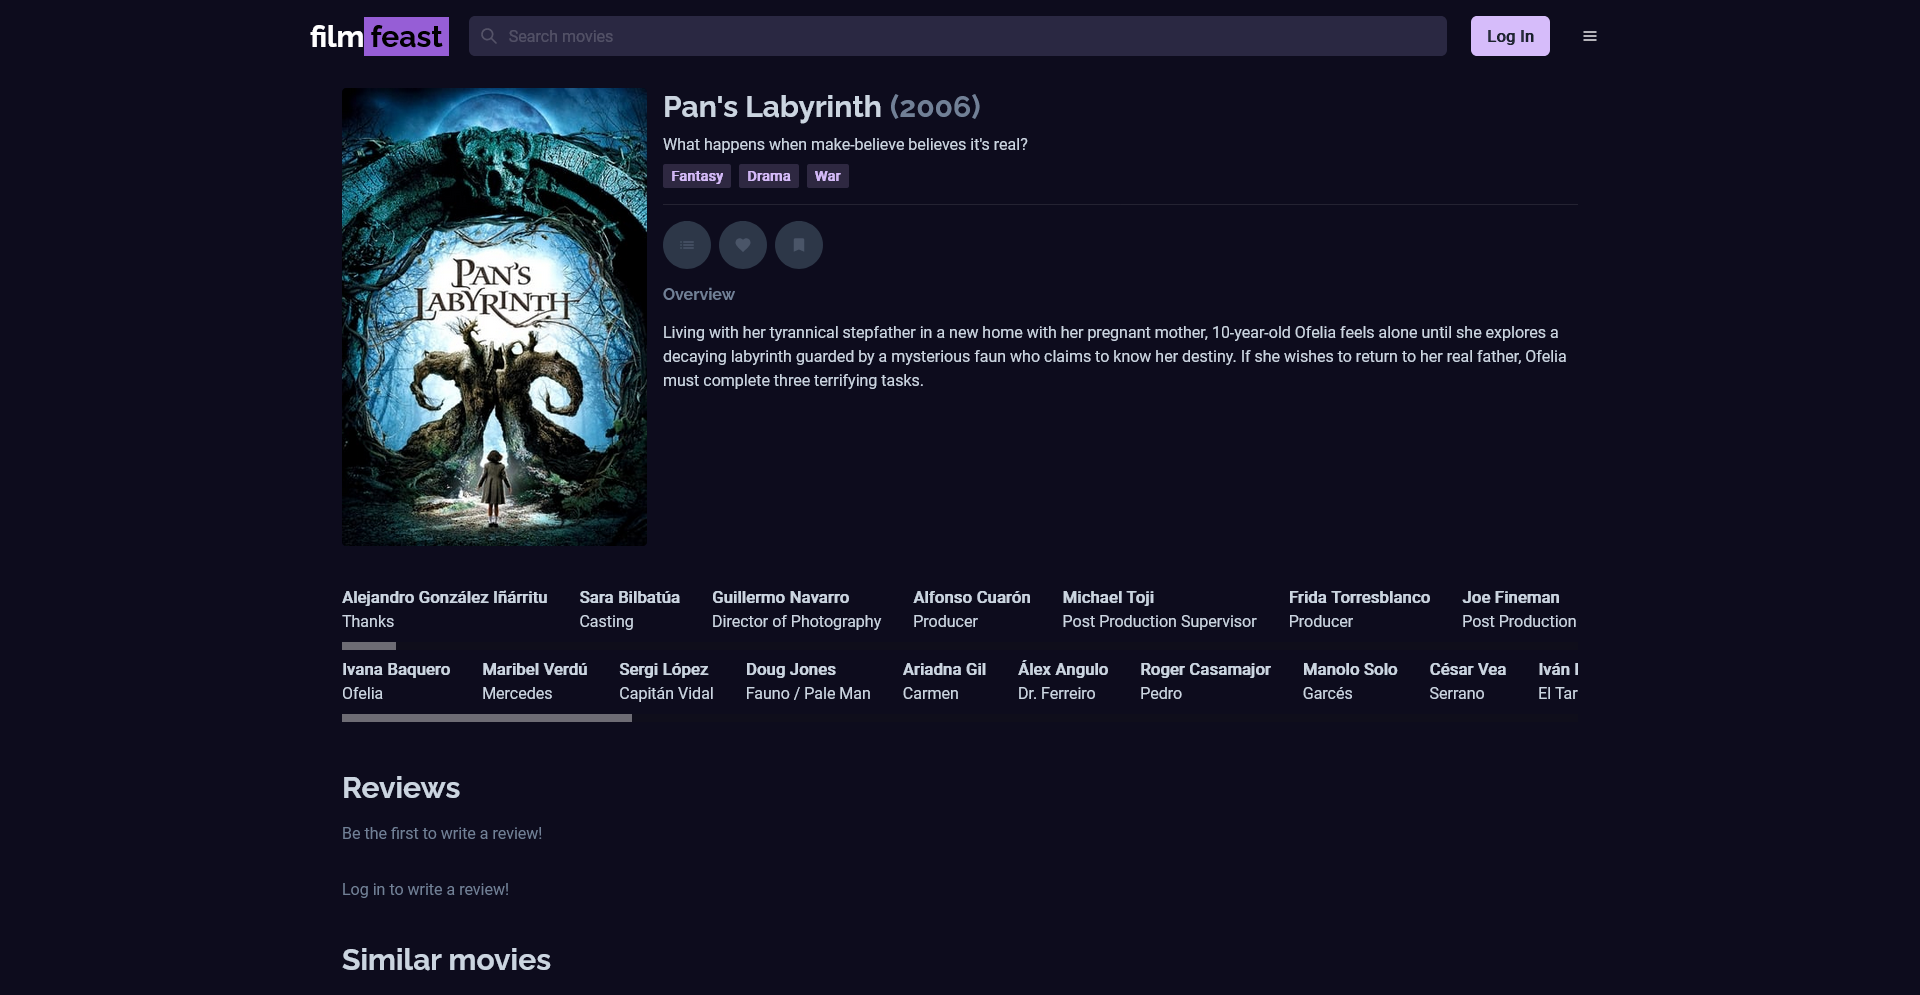 filmfeast
Search movies
Log In
PAN'S
LABYRINTH
Pan's Labyrinth (2006)
What happens when make-believe believes it's real?
Fantasy Drama War
Overview
Living with her tyrannical stepfather in a new home with her pregnant mother, 10-year-old Ofelia feels alone until she explores a
decaying labyrinth guarded by a mysterious faun who claims to know her destiny. If she wishes to return to her real father, Ofelia
must complete three terrifying tasks.
Alejandro González Iñárritu Sara Bilbatúa Guillermo Navarro Alfonso Cuarón Michael Toji Frida Torresblanco Joe Fineman
Thanks Casting Director of Photography Producer Post Production Supervisor Producer Post Production
Ivana Baquero Maribel Verdú Sergi López Doug Jones Ariadna Gil Álex Angulo Roger Casamajor Manolo Solo César Vea Iván
Ofelia Mercedes Capitán Vidal Fauno / Pale Man Carmen Dr. Ferreiro Pedro Garcés Serrano El Tar
Reviews
Be the first to write a review!
Log in to write a review!
Similar movies